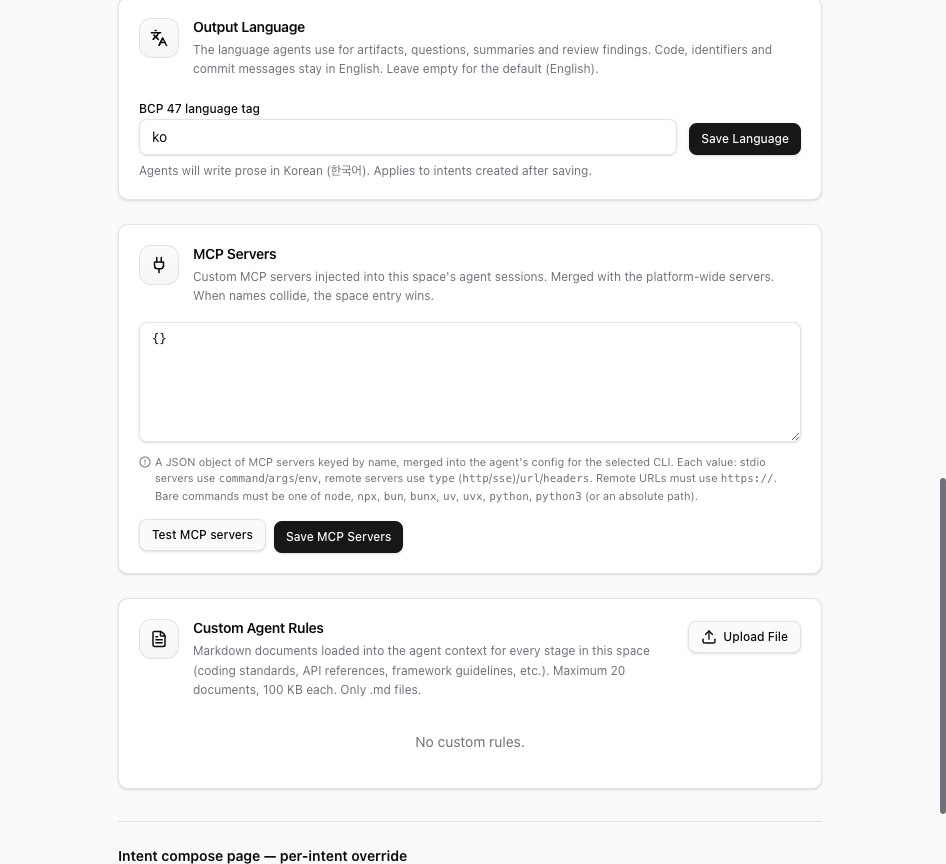 Output Language
The language agents use for artifacts, questions, summaries and review findings. Code, identifiers and
commit messages stay in English. Leave empty for the default (English).
BCP 47 language tag
ko
Save Language
Agents will write prose in Korean (한국어). Applies to intents created after saving.
MCP Servers
Custom MCP servers injected into this space's agent sessions. Merged with the platform-wide servers.
When names collide, the space entry wins.
{}
A JSON object of MCP servers keyed by name, merged into the agent's config for the selected CLI. Each value: stdio
servers use command/args/env, remote servers use type (http/sse)/url/headers. Remote URLs must use https://.
Bare commands must be one of node, npx, bun, bunx, uv, uvx, python, python3 (or an absolute path).
Test MCP servers
Save MCP Servers
Custom Agent Rules
Upload File
Markdown documents loaded into the agent context for every stage in this space
(coding standards, API references, framework guidelines, etc.). Maximum 20
documents, 100 KB each. Only .md files.
No custom rules.
Intent compose page — per-intent override